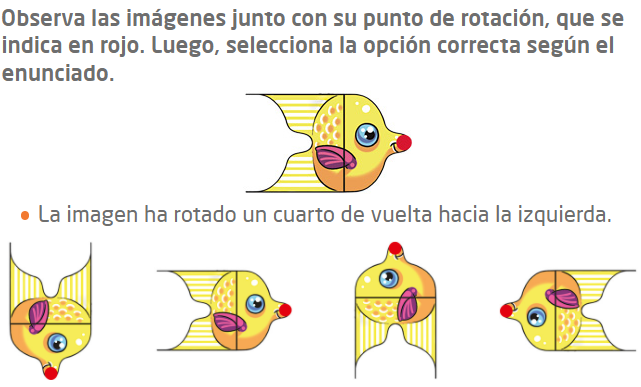 Observa las imágenes junto con su punto de rotación, que se
indica en rojo. Luego, selecciona la opción correcta según el
enunciado.
• La imagen ha rotado un cuarto de vuelta hacia la izquierda.